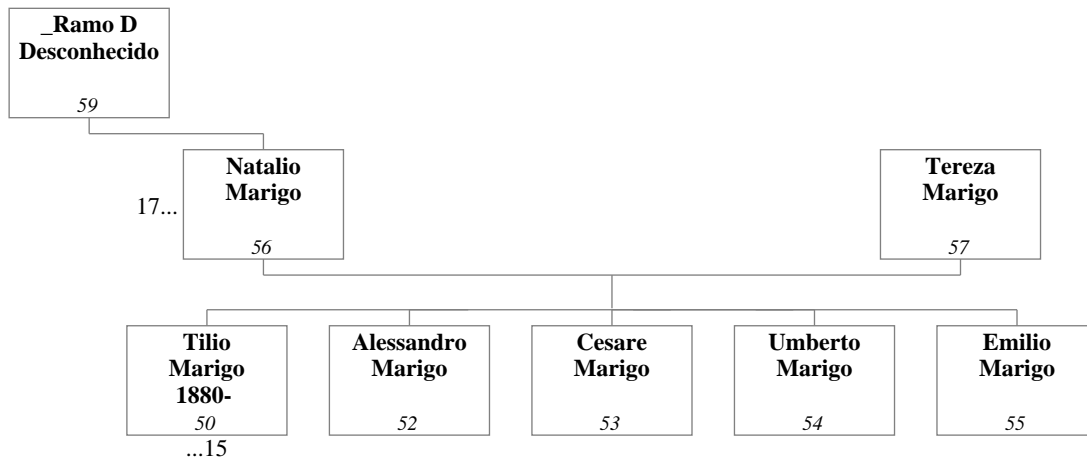 _Ramo D
Desconhecido
59
Natalio
Marigo
17...
56
Tereza
Marigo
57
Tilio
Marigo
1880-
50
...15
Alessandro
Marigo
52
Cesare
Marigo
53
Umberto
Marigo
54
Emilio
Marigo
55